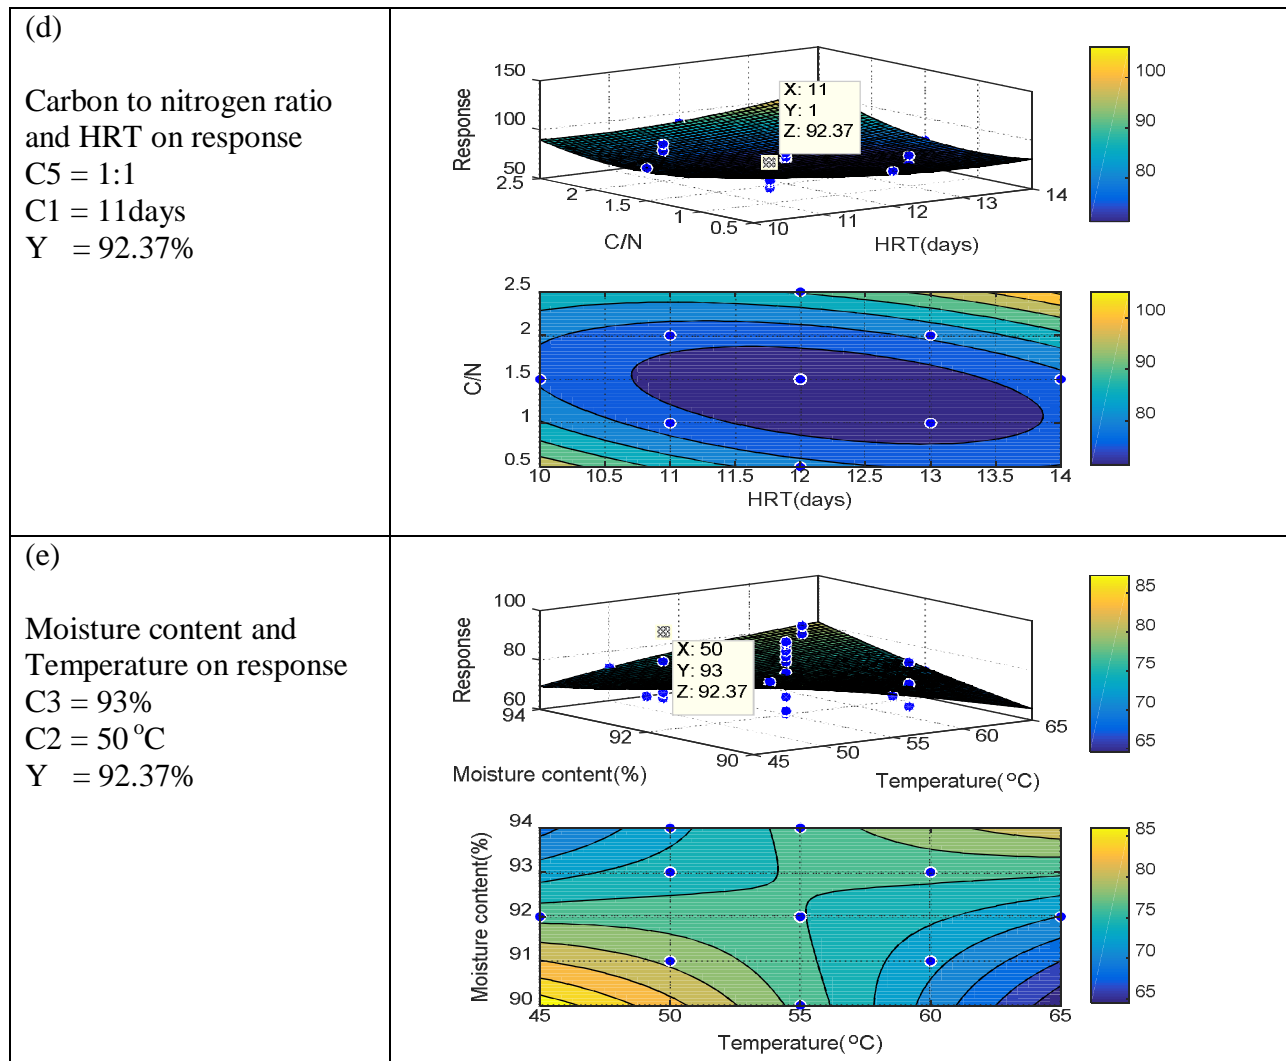 (d)
Carbon to nitrogen ratio
and HRT on response
C5 = 1:1
C1 = 11days
Y = 92.37%
150
100
50
Response
2.5
2
1.5
1
0.5
C/N
10
11
12
13
14
HRT(days)
X: 11
Y: 1
Z: 92.37
100
90
80
2.5
2
1.5
1
0.5
C/N
10
10.5
11
11.5
12
12.5
13
13.5
14
HRT(days)
100
90
80
(e)
Moisture content and
Temperature on response
C3 = 93%
C2 = 50 °C
Y = 92.37%
100
80
60
Response
94
92
90
Moisture content(%)
45
50
55
60
65
Temperature(°C)
X: 50
Y: 93
Z: 92.37
85
80
75
70
65
94
93
92
91
90
Moisture content(%)
45
50
55
60
65
Temperature(°C)
85
80
75
70
65